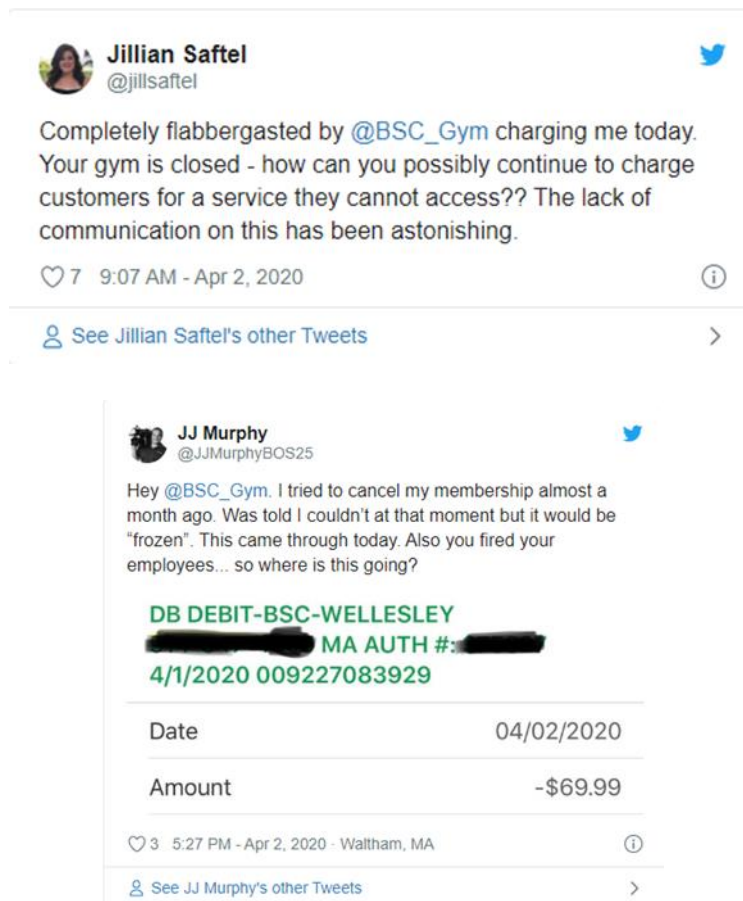 Jillian Saftel
@jillsaftel
Completely flabbergasted by @BSC_Gym charging me today.
Your gym is closed - how can you possibly continue to charge
customers for a service they cannot access?? The lack of
communication on this has been astonishing.
7 9:07 AM - Apr 2, 2020
See Jillian Saftel's other Tweets
JJ Murphy
@JJMurphyBOS25
Hey @BSC_Gym. I tried to cancel my membership almost a
month ago. Was told I couldn't at that moment but it would be
“frozen”. This came through today. Also you fired your
employees... so where is this going?
DB DEBIT-BSC-WELLESLEY
MA AUTH #:
4/1/2020 009227083929
Date 04/02/2020
Amount -$69.99
3 5:27 PM - Apr 2, 2020 · Waltham, MA
See JJ Murphy's other Tweets